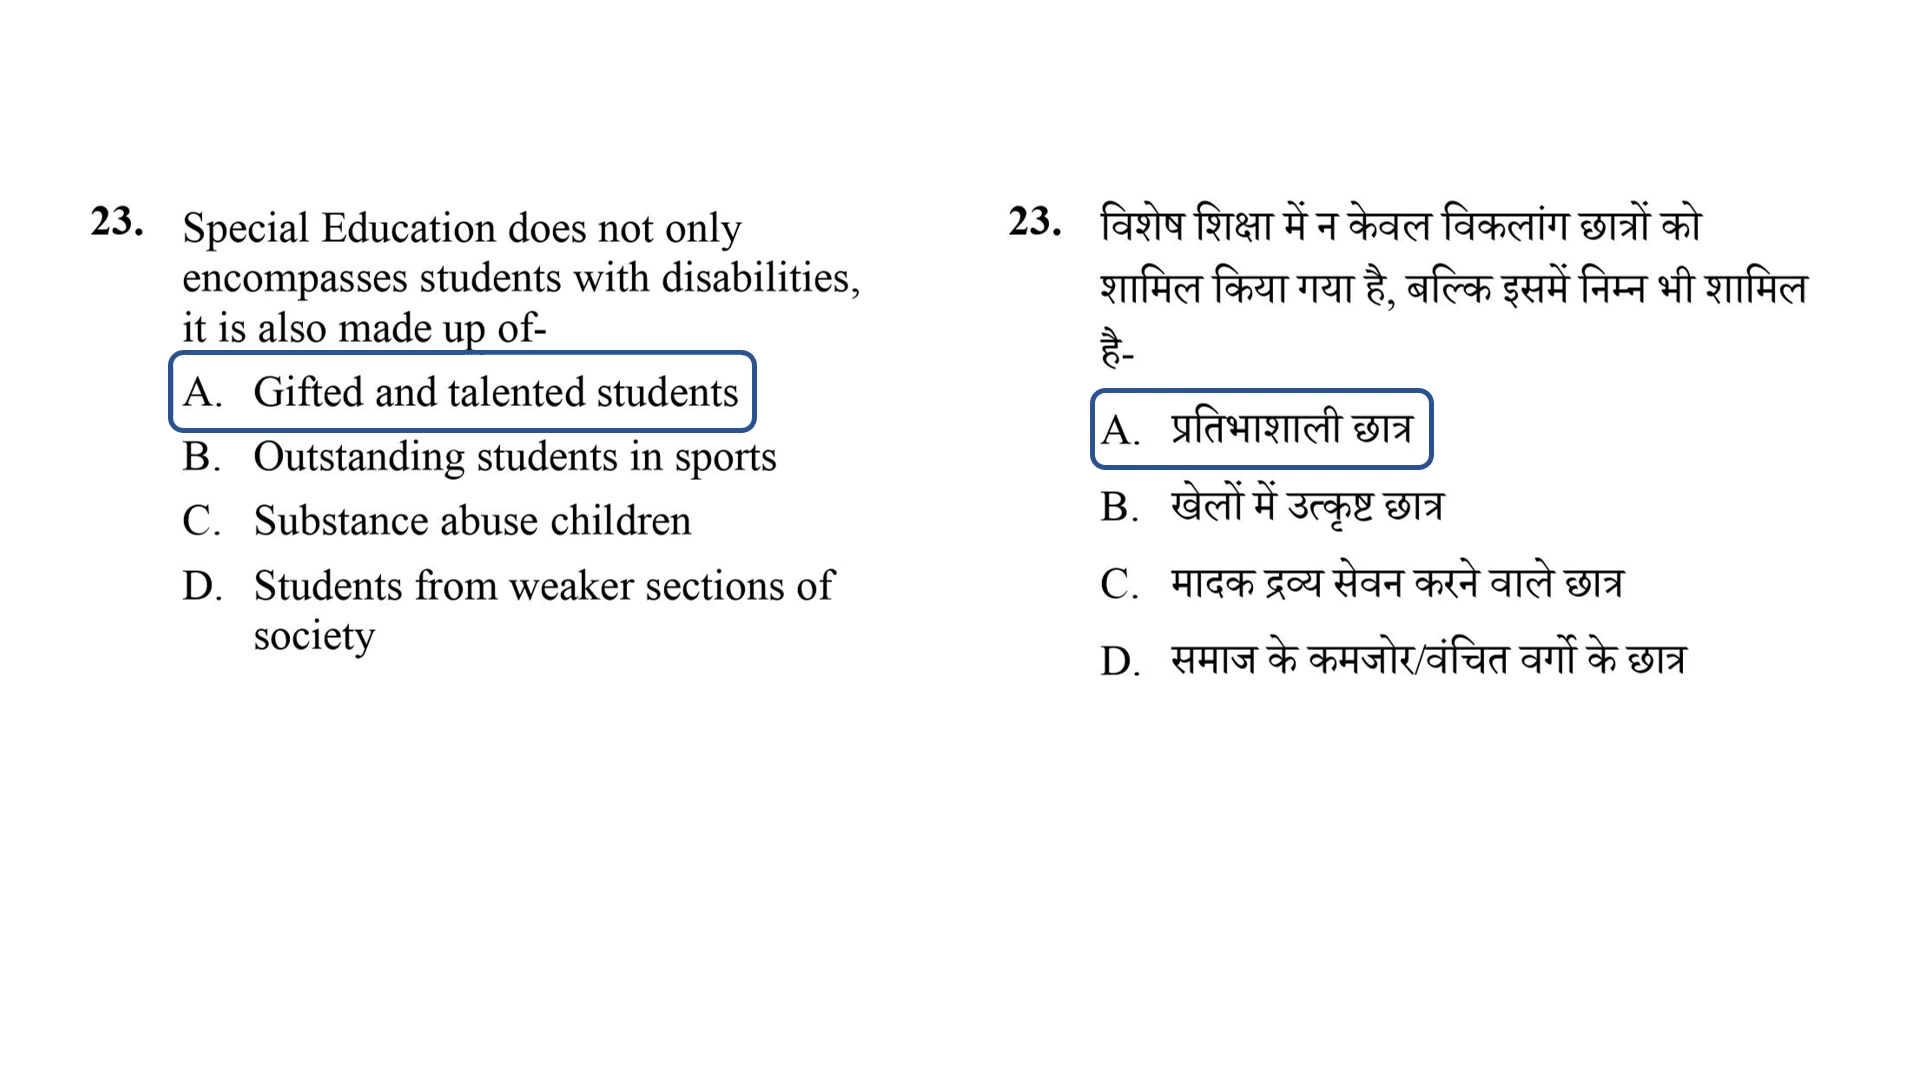 23. Special Education does not only
encompasses students with disabilities,
it is also made up of-
A. Gifted and talented students
B. Outstanding students in sports
C. Substance abuse children
D. Students from weaker sections of
society
23. विशेष शिक्षा में न केवल विकलांग छात्रों को
शामिल किया गया है, बल्कि इसमें निम्न भी शामिल
है-
A. प्रतिभाशाली छात्र
B. खेलों में उत्कृष्ट छात्र
C. मादक द्रव्य सेवन करने वाले छात्र
D. समाज के कमजोर/वंचित वर्गो के छात्र